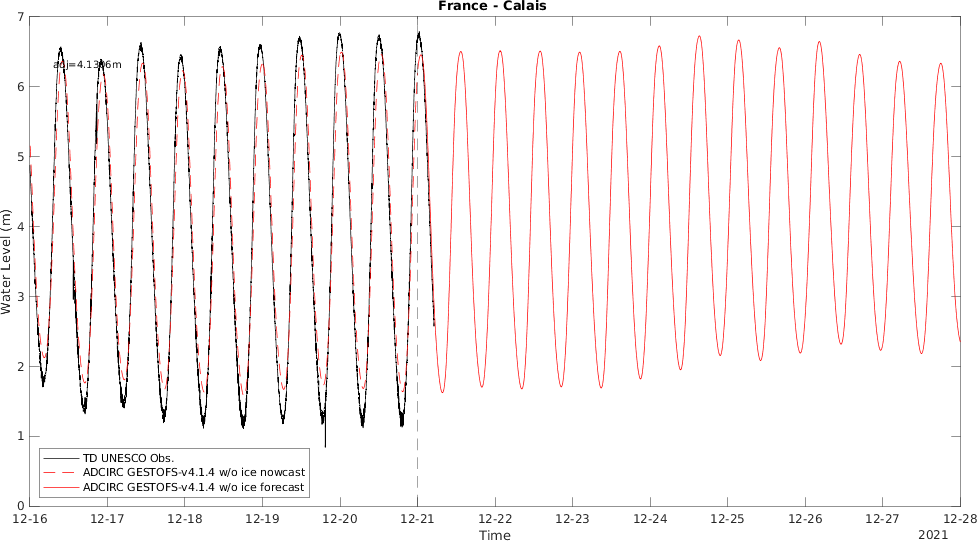 France - Calais
7
6
5
4
3
2
1
0
Water Level (m)
TD UNESCO Obs.
ADCIRC GESTOFS-v4.1.4 w/o ice nowcast
ADCIRC GESTOFS-v4.1.4 w/o ice forecast
12-16 12-17 12-18 12-19 12-20 12-21 12-22 12-23 12-24 12-25 12-26 12-27 12-28
Time
2021